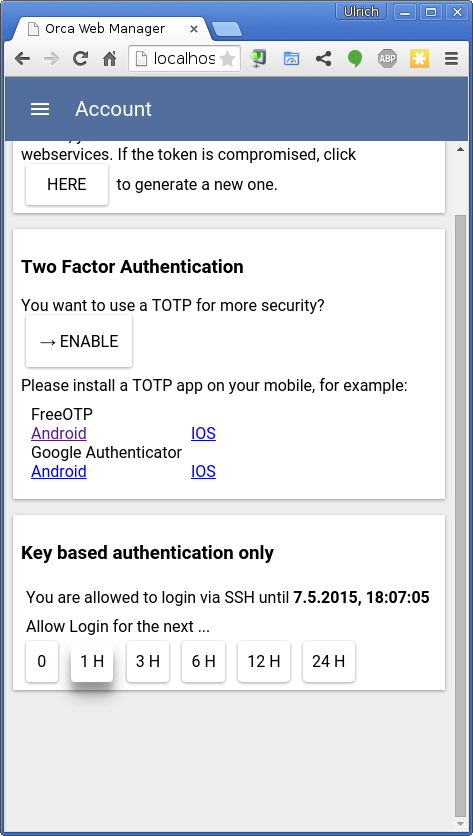 Ulrich
Orca Web Manager
localhos
ABP
Account
webservices. If the token is compromised, click
HERE to generate a new one.
Two Factor Authentication
You want to use a TOTP for more security?
→ ENABLE
Please install a TOTP app on your mobile, for example:
FreeOTP
Android IOS
Google Authenticator
Android IOS
Key based authentication only
You are allowed to login via SSH until 7.5.2015, 18:07:05
Allow Login for the next ...
0 1 H 3 H 6 H 12 H 24 H